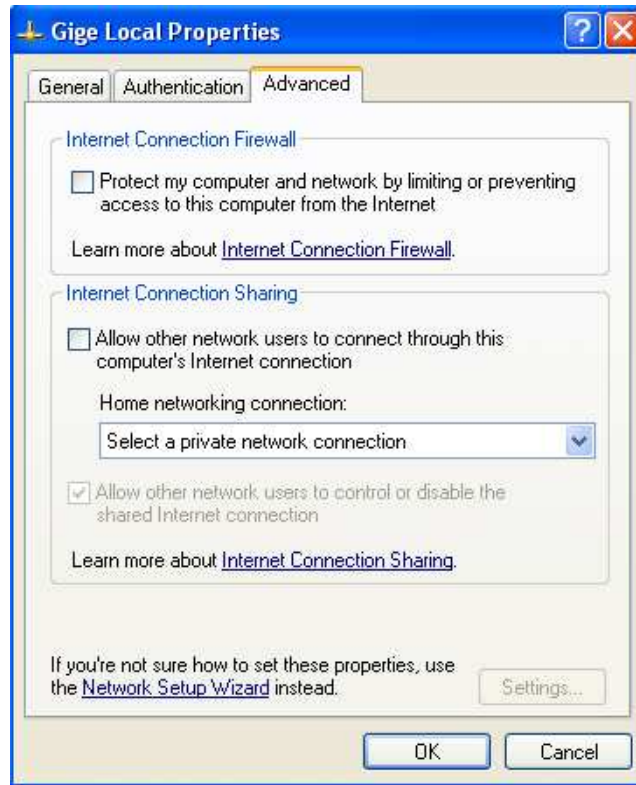 Gige Local Properties
General
Authentication
Advanced
Internet Connection Firewall
Protect my computer and network by limiting or preventing
access to this computer from the Internet
Learn more about Internet Connection Firewall.
Internet Connection Sharing
Allow other network users to connect through this
computer's Internet connection
Home networking connection:
Select a private network connection
Allow other network users to control or disable the
shared Internet connection
Learn more about Internet Connection Sharing.
If you're not sure how to set these properties, use
the Network Setup Wizard instead.
Settings...
OK
Cancel